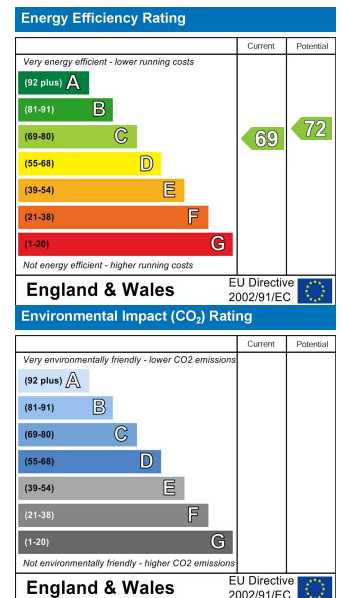 Energy Efficiency Rating
Current Potential
Very energy efficient - lower running costs
(92 plus) A
(81-91) B
(69-80) C
69 72
(55-68) D
(39-54) E
(21-38) F
(1-20) G
Not energy efficient - higher running costs
England & Wales
EU Directive
2002/91/EC
Environmental Impact (CO₂) Rating
Current Potential
Very environmentally friendly - lower CO2 emissions
(92 plus) A
(81-91) B
(69-80) C
(55-68) D
(39-54) E
(21-38) F
(1-20) G
Not environmentally friendly - higher CO2 emissions
England & Wales
EU Directive
2002/91/EC